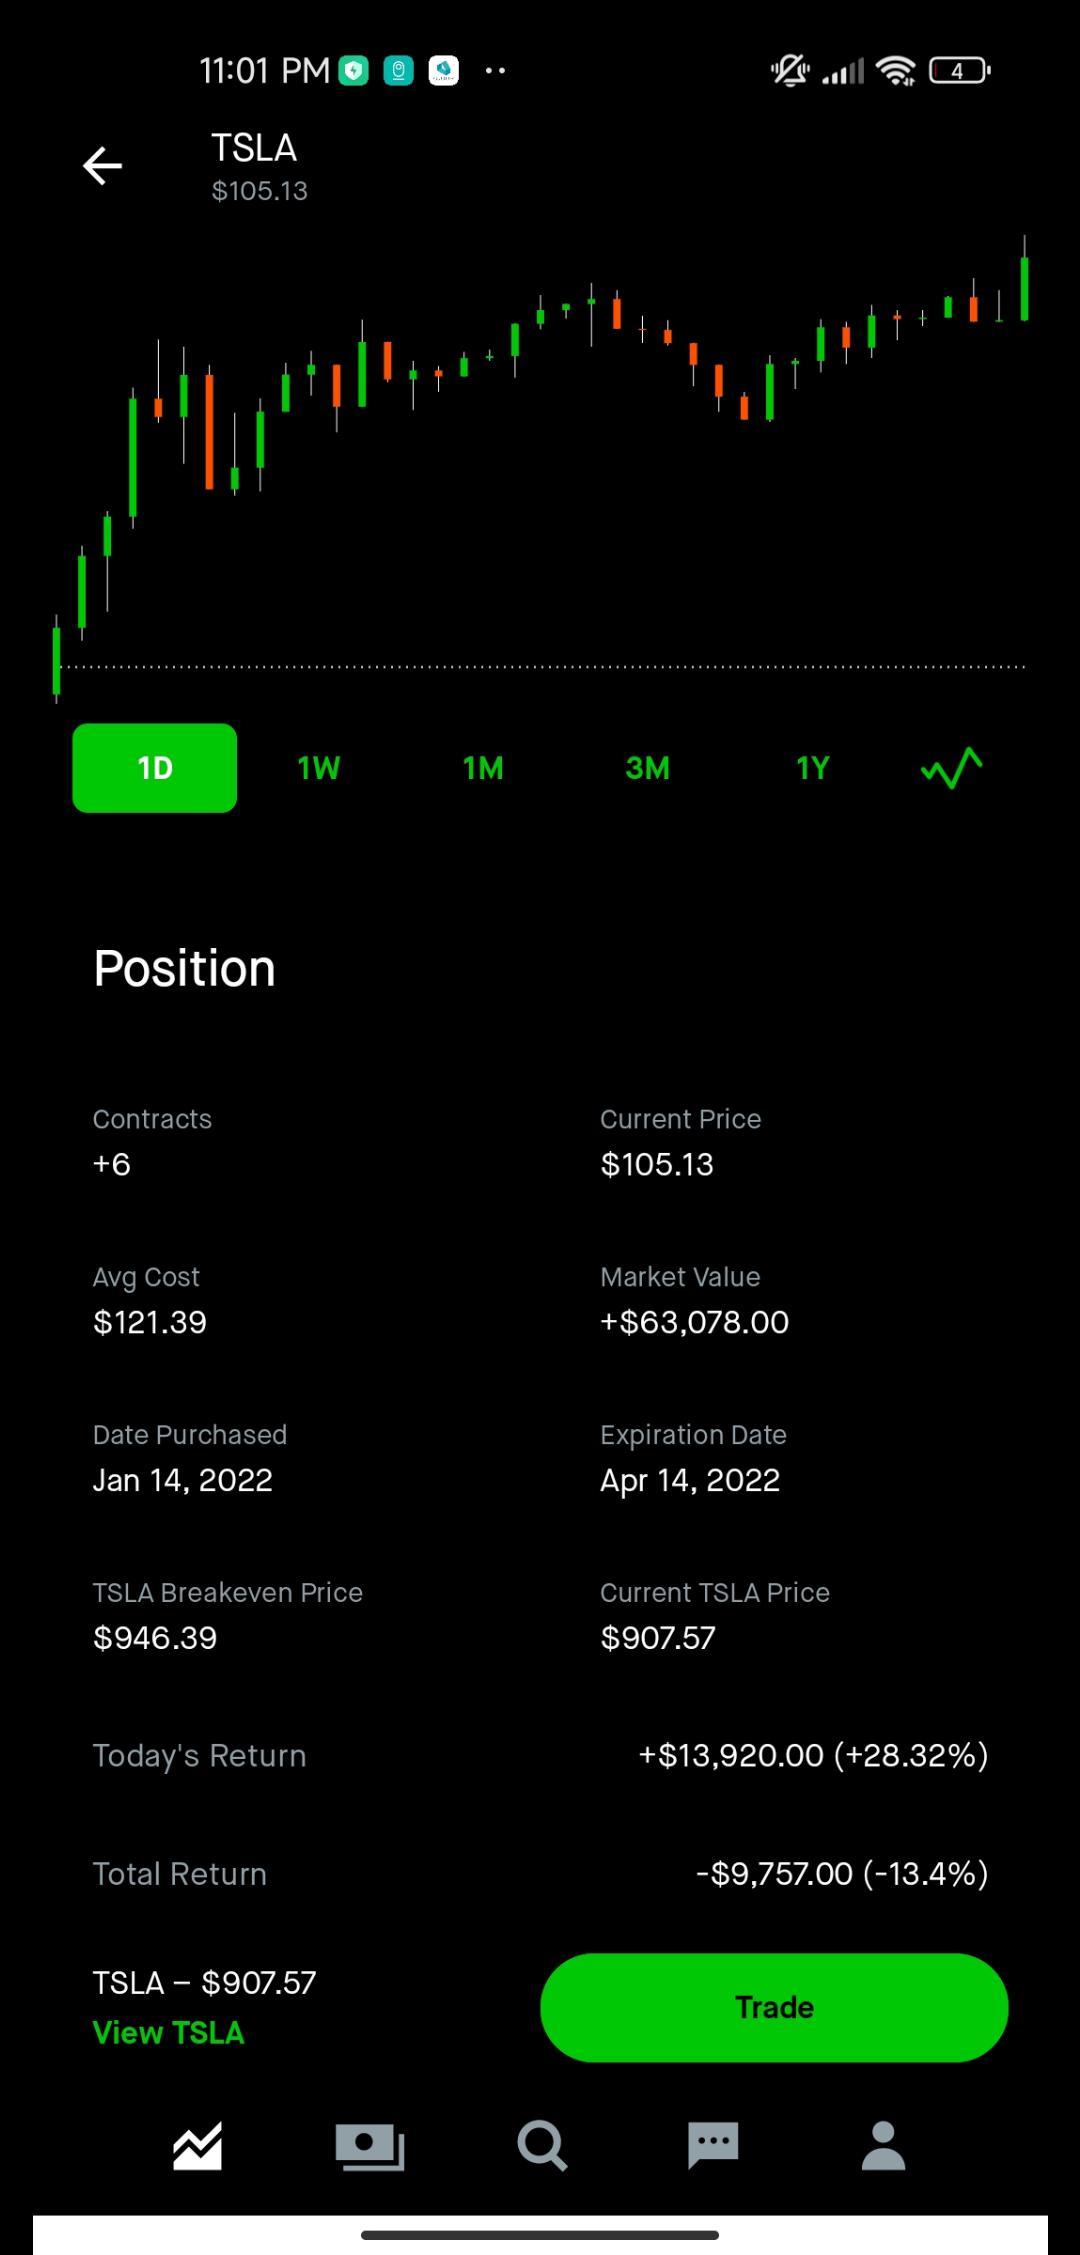 11:01 PM
4
TSLA
$105.13
1D 1W 1M 3M 1Y
Position
Contracts Current Price
+6 $105.13
Avg Cost Market Value
$121.39 +$63,078.00
Date Purchased Expiration Date
Jan 14, 2022 Apr 14, 2022
TSLA Breakeven Price Current TSLA Price
$946.39 $907.57
Today's Return +$13,920.00 (+28.32%)
Total Return -$9,757.00 (-13.4%)
TSLA – $907.57
View TSLA
Trade